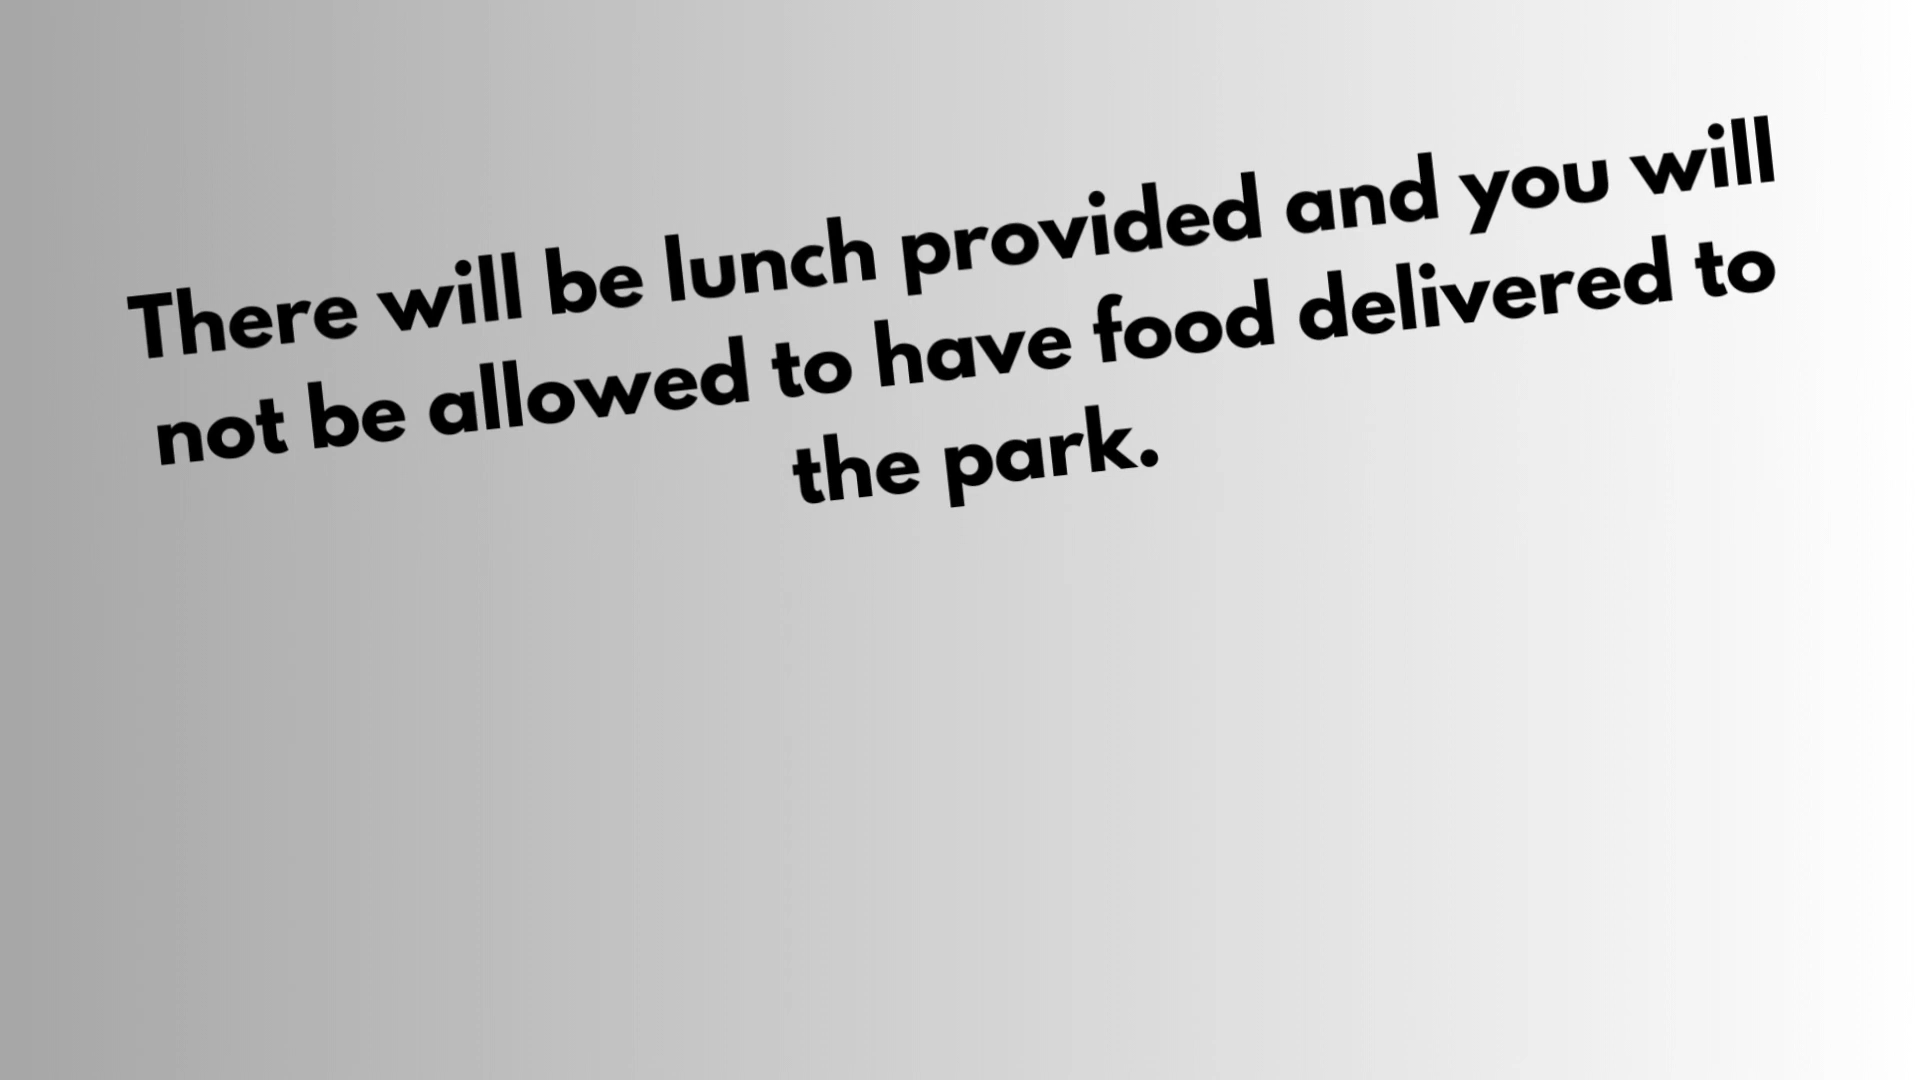 There will be lunch provided and you will
not be allowed to have food delivered to
the park.